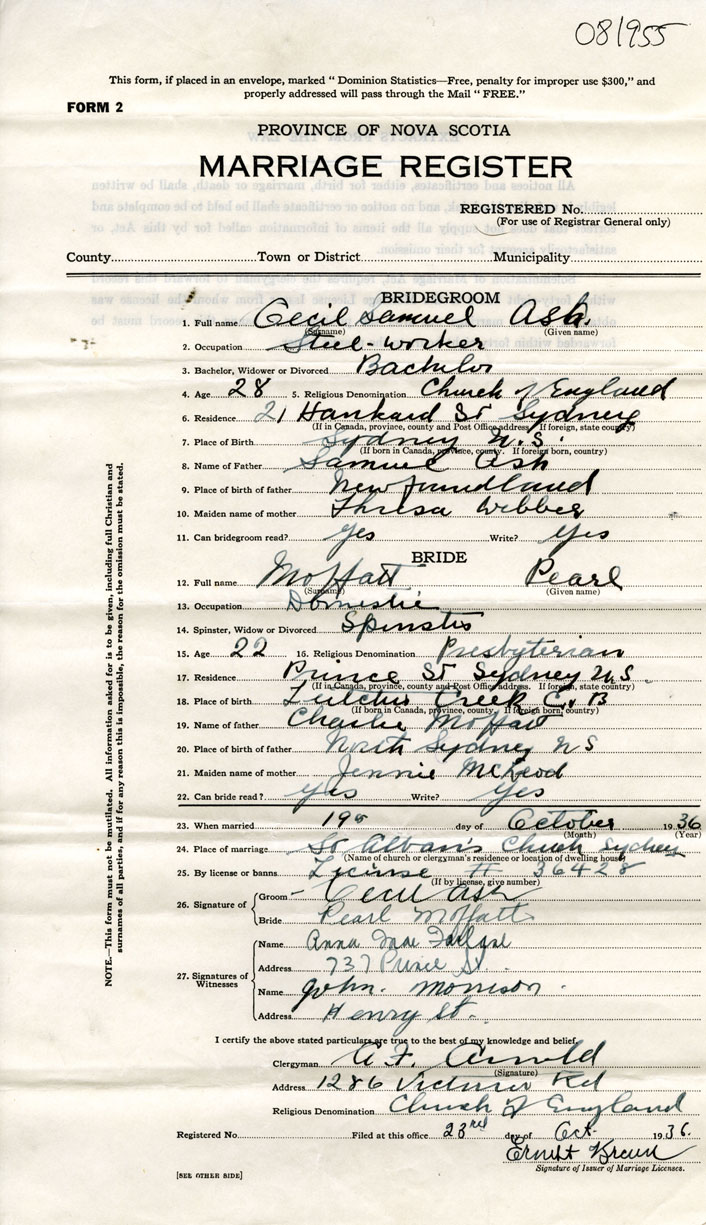 081955
This form, if placed in an envelope, marked "Dominion Statistics—Free, penalty for improper use $300," and
properly addressed will pass through the Mail "FREE."
FORM 2
PROVINCE OF NOVA SCOTIA
MARRIAGE REGISTER
REGISTERED No.
(For use of Registrar General only)
County Town or District Municipality
BRIDEGROOM
1. Full name Cecil Samuel Ash.
(Surname) (Given name)
2. Occupation Steel-worker
3. Bachelor, Widower or Divorced Bachelor
4. Age 28 5. Religious Denomination Church of England
6. Residence 21 Hankard St Sydney
(If in Canada, province, county and Post Office address. If foreign, state country)
7. Place of Birth Sydney N.S.
(If born in Canada, province, county. If foreign born, country)
8. Name of Father Samuel Ash
9. Place of birth of father Newfoundland
10. Maiden name of mother Thresa Webber
11. Can bridegroom read? Yes Write? Yes
BRIDE
12. Full name Moffatt Pearl
(Surname) (Given name)
13. Occupation Domestic
14. Spinster, Widow or Divorced Spinster
15. Age 22 16. Religious Denomination Presbyterian
17. Residence Prince St Sydney N.S.
(If in Canada, province, county and Post Office address. If foreign, state country)
18. Place of birth Creek C. B
(If born in Canada, province, county. If foreign born, country)
19. Name of father Charlie Moffatt
20. Place of birth of father North Sydney N S
21. Maiden name of mother Jennie McLeod
22. Can bride read? Yes Write? Yes
23. When married day of October 1936
(Month) (Year)
24. Place of marriage St Alban's Church Sydney
(Name of church or clergyman's residence or location of dwelling house)
25. By license or banns License # 36428
(If by license, give number)
26. Signature of Groom Cecil Ash
Bride Pearl Moffatt
27. Signatures of Witnesses
Name Anna Mae
Address 737 Prince St.
Name John. Morrison.
Address Henry St.
I certify the above stated particulars are true to the best of my knowledge and belief.
Clergyman A F. Arnold
(Signature)
Address 1286 Victoria Rd
Religious Denomination Church of England
Registered No. Filed at this office 23rd day of Oct. 1936.
Ernest
Signature of Issuer of Marriage Licenses.
[SEE OTHER SIDE]
NOTE.—This form must not be mutilated. All information asked for is to be given, including full Christian and
surnames of all parties, and if for any reason this is impossible, the reason for the omission must be stated.